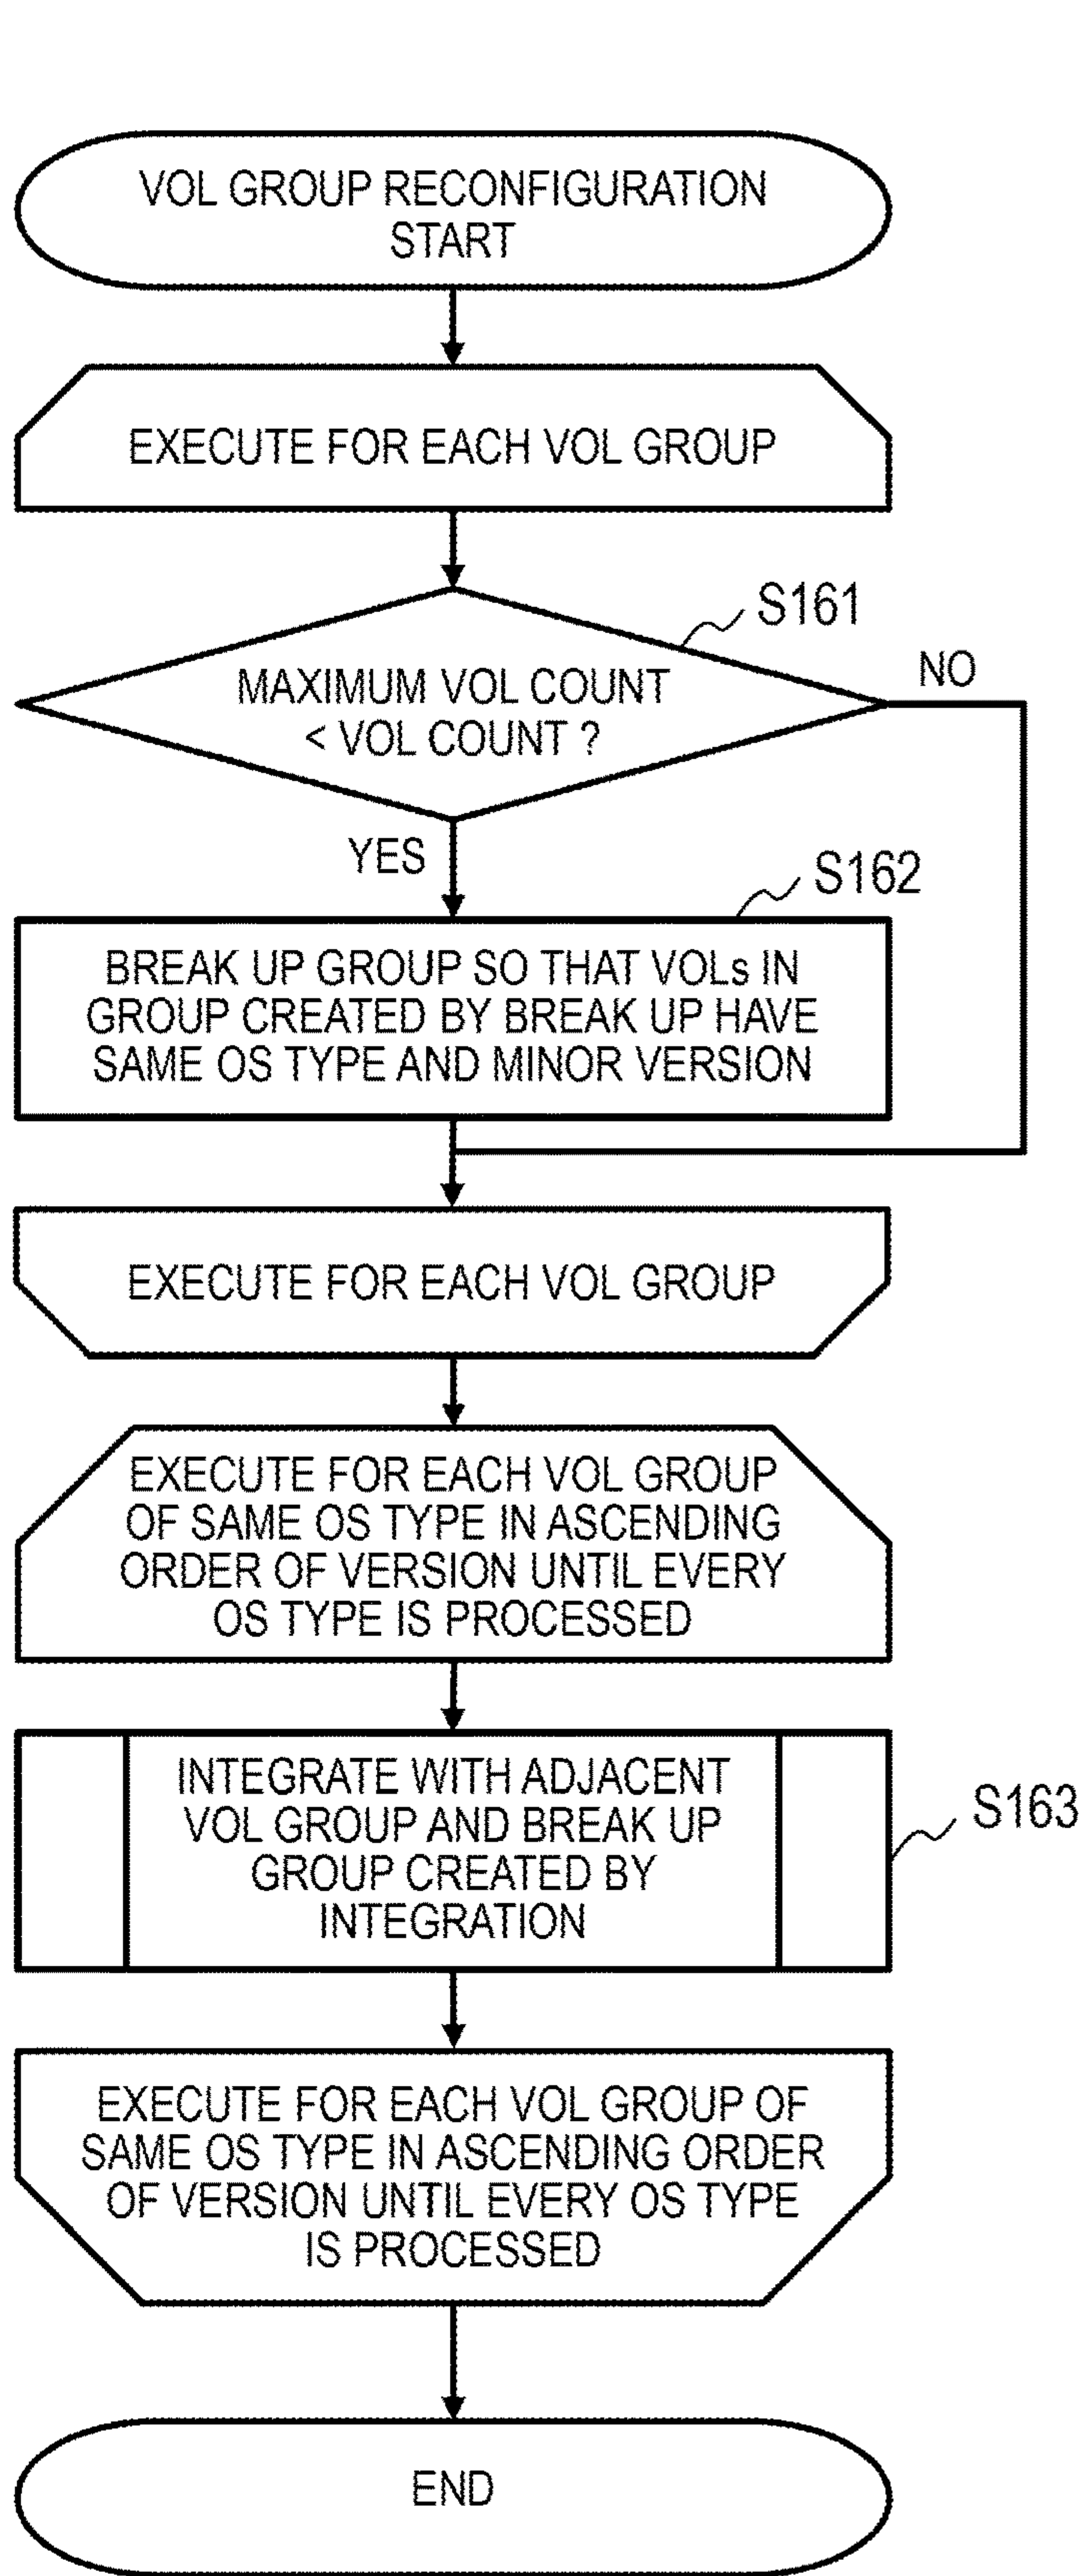 VOL GROUP RECONFIGURATION
START
EXECUTE FOR EACH VOL GROUP
S161
MAXIMUM VOL COUNT
< VOL COUNT ?
NO
YES
S162
BREAK UP GROUP SO THAT VOLs IN
GROUP CREATED BY BREAK UP HAVE
SAME OS TYPE AND MINOR VERSION
EXECUTE FOR EACH VOL GROUP
EXECUTE FOR EACH VOL GROUP
OF SAME OS TYPE IN ASCENDING
ORDER OF VERSION UNTIL EVERY
OS TYPE IS PROCESSED
INTEGRATE WITH ADJACENT
VOL GROUP AND BREAK UP
GROUP CREATED BY
INTEGRATION
S163
EXECUTE FOR EACH VOL GROUP OF
SAME OS TYPE IN ASCENDING ORDER
OF VERSION UNTIL EVERY OS TYPE
IS PROCESSED
END